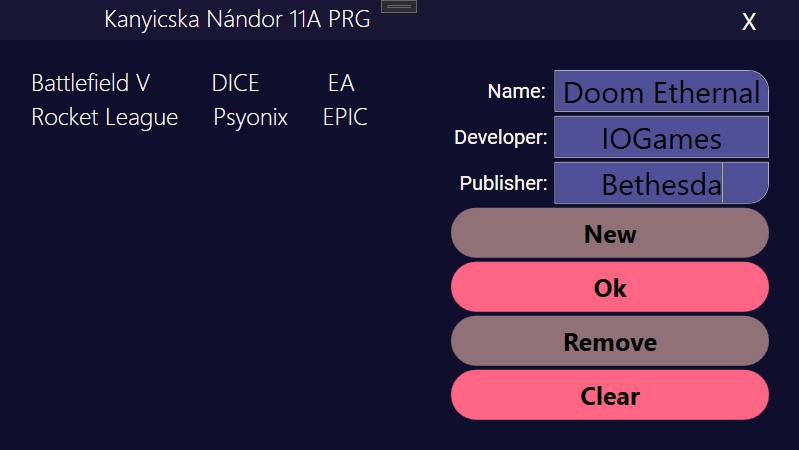 Kanyicska Nándor 11A PRG X
Battlefield V DICE EA
Rocket League Psyonix EPIC
Name: Doom Ethernal
Developer: IOGames
Publisher: Bethesda
New
Ok
Remove
Clear